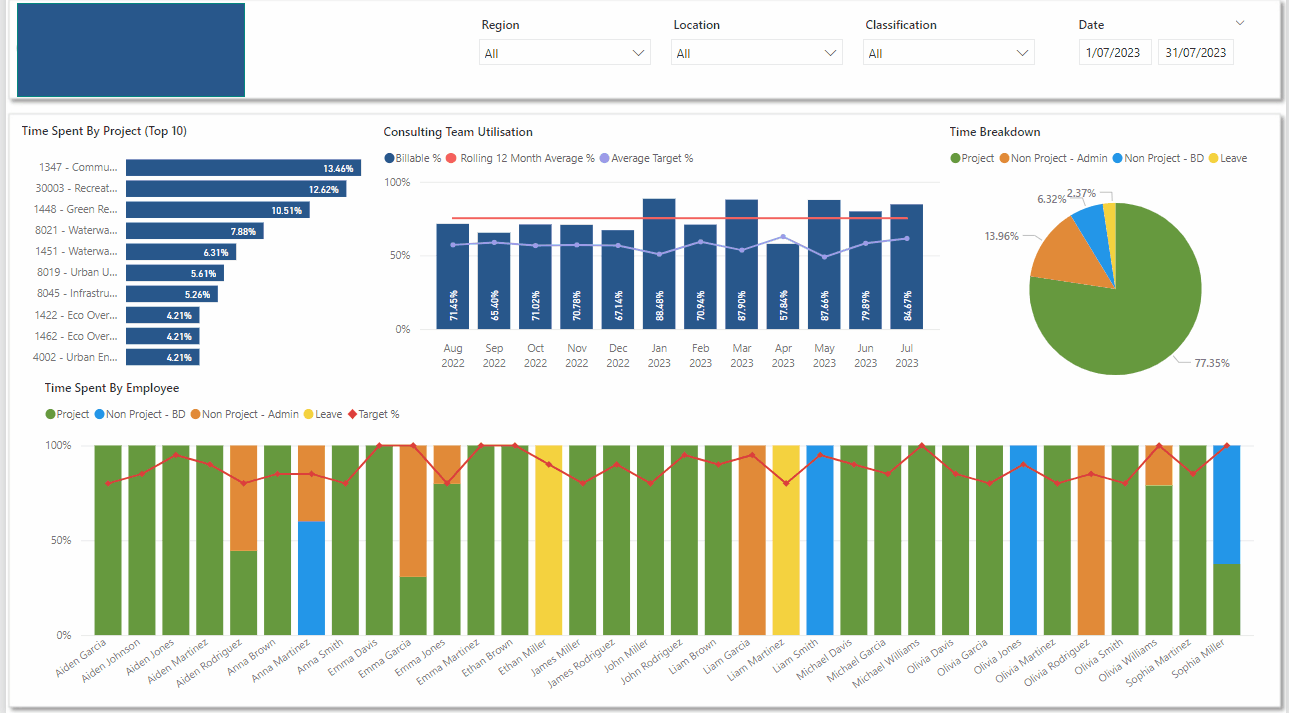 Region
Location
Classification
Date
All
All
All
1/07/2023
31/07/2023
Time Spent By Project (Top 10)
1347 - Commu... 13.46%
30003 - Recreat... 12.62%
1448 - Green Re... 10.51%
8021 - Waterwa... 7.88%
1451 - Waterwa... 6.31%
8019 - Urban U... 5.61%
8045 - Infrastru... 5.26%
1422 - Eco Over... 4.21%
1462 - Eco Over... 4.21%
4002 - Urban En... 4.21%
Consulting Team Utilisation
Billable % Rolling 12 Month Average % Average Target %
100%
50%
0%
71.45% 65.40% 71.02% 70.78% 67.14% 88.48% 70.94% 87.90% 57.84% 87.66% 79.89% 84.67%
Aug Sep Oct Nov Dec Jan Feb Mar Apr May Jun Jul
2022 2022 2022 2022 2022 2023 2023 2023 2023 2023 2023 2023
Time Breakdown
Project Non Project - Admin Non Project - BD Leave
2.37%
6.32%
13.96%
77.35%
Time Spent By Employee
Project Non Project - BD Non Project - Admin Leave Target %
100%
50%
0%
Aiden Garcia
Aiden Johnson
Aiden Jones
Aiden Martinez
Aiden Rodriguez
Anna Brown
Anna Martinez
Anna Smith
Emma Davis
Emma Garcia
Emma Jones
Emma Martinez
Ethan Brown
Ethan Miller
James Miller
James Rodriguez
John Miller
John Rodriguez
Liam Brown
Liam Garcia
Liam Martinez
Liam Smith
Michael Davis
Michael Garcia
Michael Williams
Olivia Davis
Olivia Garcia
Olivia Jones
Olivia Martinez
Olivia Rodriguez
Olivia Smith
Olivia Williams
Sophia Martinez
Sophia Miller